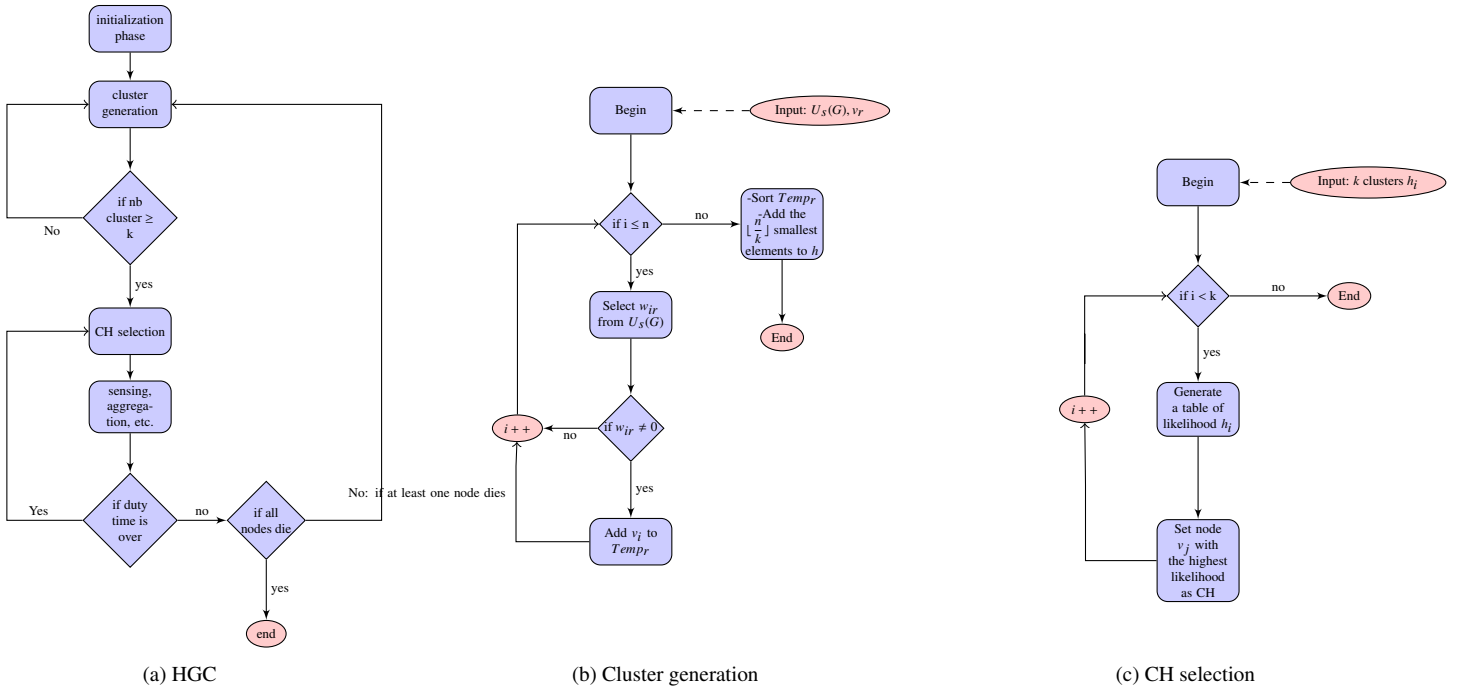 initialization
phase
cluster
generation
if nb
cluster ≥
k
No
yes
CH selection
sensing,
aggrega-
tion, etc.
if duty
time is
over
Yes
no
if all
nodes die
No: if at least one node dies
yes
end
(a) HGC
Begin
Input: U_s(G), v_r
if i ≤ n
no
-Sort Temp_r
-Add the
⌊n/k⌋ smallest
elements to h
End
yes
Select w_{ir}
from U_s(G)
if w_{ir} ≠ 0
no
i + +
yes
Add v_i to
Temp_r
(b) Cluster generation
Begin
Input: k clusters h_i
if i < k
no
End
yes
Generate
a table of
likelihood h_i
i + +
Set node
v_j with
the highest
likelihood
as CH
(c) CH selection